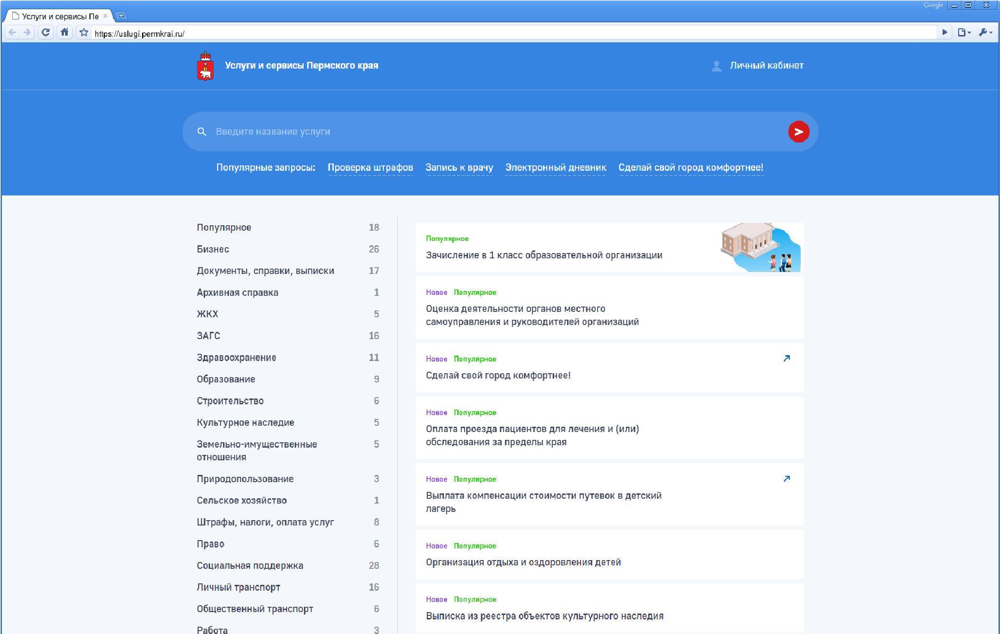 Google
Услуги и сервисы Пе
https://uslugi.permkrai.ru/
Услуги и сервисы Пермского края
Личный кабинет
Введите название услуги
Популярные запросы: Проверка штрафов Запись к врачу Электронный дневник Сделай свой город комфортнее!
Популярное 18
Бизнес 26
Документы, справки, выписки 17
Архивная справка 1
ЖКХ 5
ЗАГС 16
Здравоохранение 11
Образование 9
Строительство 6
Культурное наследие 5
Земельно-имущественные 5
отношения
Природопользование 3
Сельское хозяйство 1
Штрафы, налоги, оплата услуг 8
Право 6
Социальная поддержка 28
Личный транспорт 16
Общественный транспорт 6
Работа 3
Популярное
Зачисление в 1 класс образовательной организации
Новое Популярное
Оценка деятельности органов местного
самоуправления и руководителей организаций
Новое Популярное
Сделай свой город комфортнее!
Новое Популярное
Оплата проезда пациентов для лечения и (или)
обследования за пределы края
Новое Популярное
Выплата компенсации стоимости путевок в детский
лагерь
Новое Популярное
Организация отдыха и оздоровления детей
Новое Популярное
Выписка из реестра объектов культурного наследия